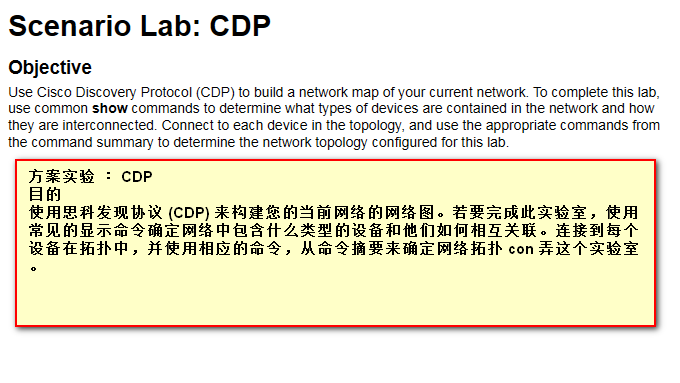 Scenario Lab: CDP
Objective
Use Cisco Discovery Protocol (CDP) to build a network map of your current network. To complete this lab,
use common show commands to determine what types of devices are contained in the network and how
they are interconnected. Connect to each device in the topology, and use the appropriate commands from
the command summary to determine the network topology configured for this lab.
方案实验 ： CDP
目的
使用思科发现协议 (CDP) 来构建您的当前网络的网络图。若要完成此实验室，使用
常见的显示命令确定网络中包含什么类型的设备和他们如何相互关联。连接到每个
设备在拓扑中，并使用相应的命令，从命令摘要来确定网络拓扑 con 弄这个实验室
。